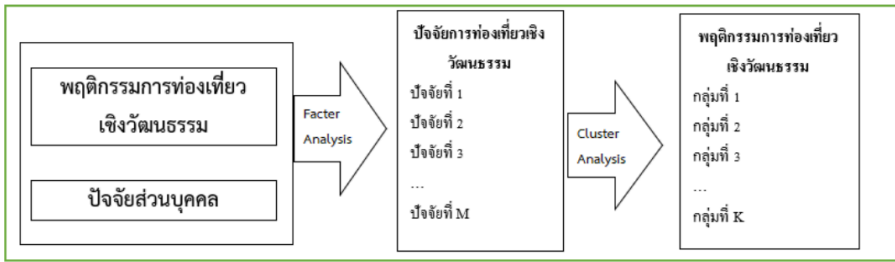 พฤติกรรมการท่องเที่ยว
เชิงวัฒนธรรม
ปัจจัยส่วนบุคคล
Facter
Analysis
ปัจจัยการท่องเที่ยวเชิง
วัฒนธรรม
ปัจจัยที่ 1
ปัจจัยที่ 2
ปัจจัยที่ 3
...
ปัจจัยที่ M
Cluster
Analysis
พฤติกรรมการท่องเที่ยว
เชิงวัฒนธรรม
กลุ่มที่ 1
กลุ่มที่ 2
กลุ่มที่ 3
...
กลุ่มที่ K